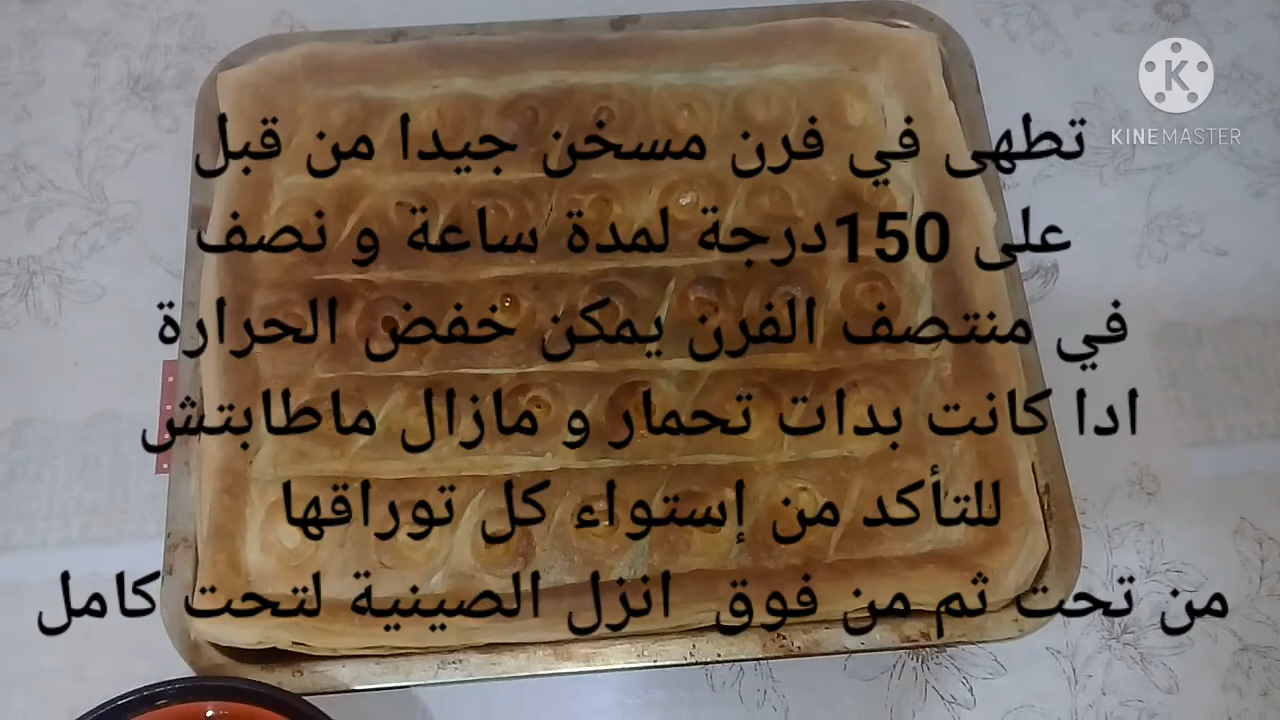 تطهى في فرن مسخن جيدا من قبل
على 150درجة لمدة ساعة و نصف
في منتصف الفرن يمكن خفض الحرارة
ادا كانت بدات تحمار و مازال ماطابتش
للتأكد من إستواء كل توراقها
من تحت ثم من فوق انزل الصينية لتحت كامل
K
KINEMASTER